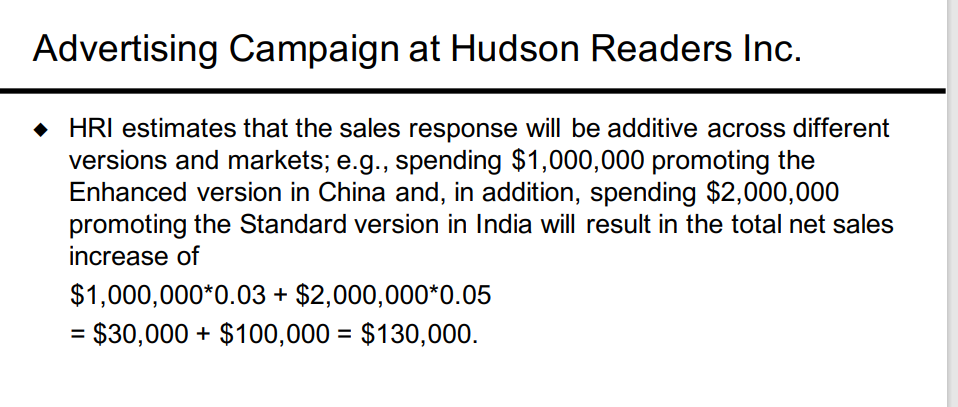 Advertising Campaign at Hudson Readers Inc.
◆ HRI estimates that the sales response will be additive across different
versions and markets; e.g., spending $1,000,000 promoting the
Enhanced version in China and, in addition, spending $2,000,000
promoting the Standard version in India will result in the total net sales
increase of
$1,000,000*0.03 + $2,000,000*0.05
= $30,000 + $100,000 = $130,000.